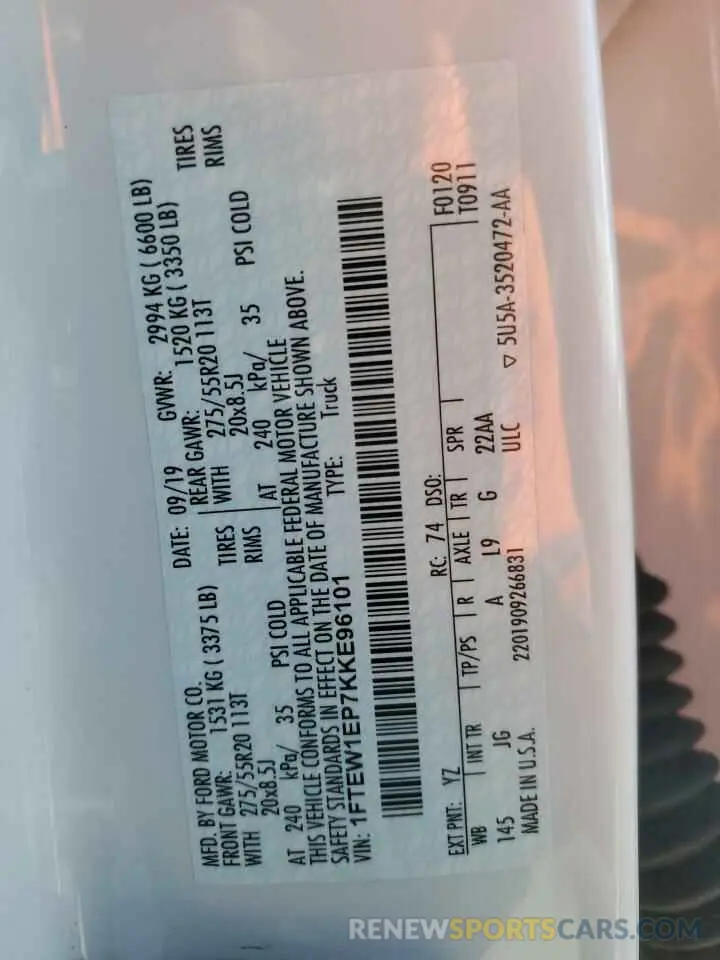 MFD. BY FORD MOTOR CO.
DATE: 09/19 GVWR: 2994 KG ( 6600 LB)
FRONT GAWR: 1531 KG ( 3375 LB)
REAR GAWR: 1520 KG ( 3350 LB)
WITH 275/55R20 113T TIRES
WITH 275/55R20 113T TIRES
20x8.5J RIMS
20x8.5J RIMS
AT 240 kPa/ 35 PSI COLD
AT 240 kPa/ 35 PSI COLD
THIS VEHICLE CONFORMS TO ALL APPLICABLE FEDERAL MOTOR VEHICLE
SAFETY STANDARDS IN EFFECT ON THE DATE OF MANUFACTURE SHOWN ABOVE.
VIN: 1FTEW1EP7KKE96101 TYPE: Truck
F0120
T0911
EXT PNT: YZ RC: 74 DSO:
WB INT TR TP/PS R AXLE TR SPR
145 JG A L9 G 22AA
MADE IN U.S.A. 2201909266831 ULC ▽ 5U5A-3520472-AA
RENEWSPORTSCARS.COM